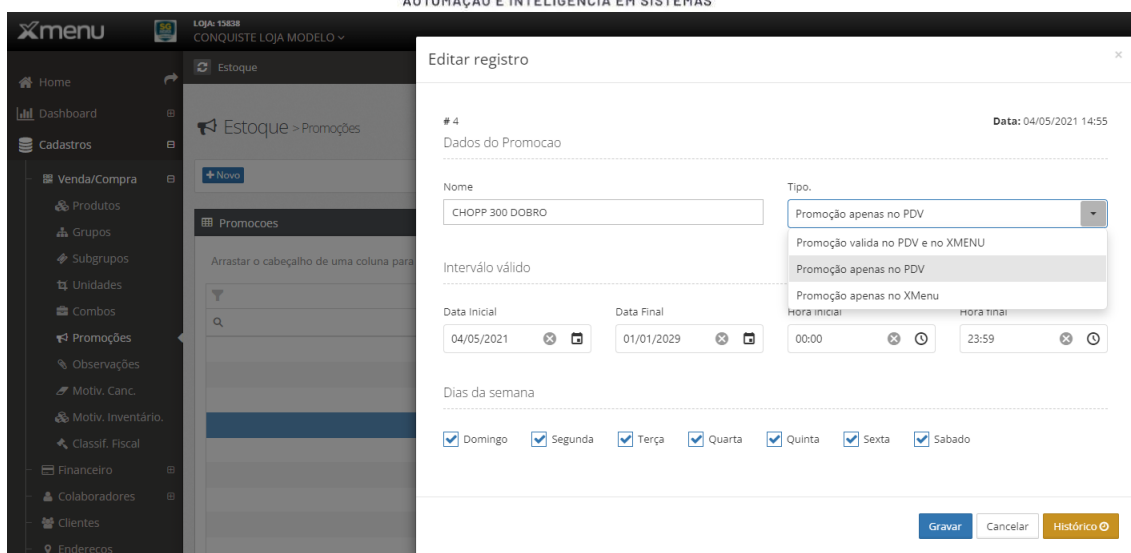 AUTOMAÇÃO E INTELIGÊNCIA EM SISTEMAS
Xmenu
LOJA: 15838
CONQUISTE LOJA MODELO
Home
Dashboard
Cadastros
Venda/Compra
Produtos
Grupos
Subgrupos
Unidades
Combos
Promoções
Observações
Motiv. Canc.
Motiv. Inventário.
Classif. Fiscal
Financeiro
Colaboradores
Clientes
Endereços
Estoque
Estoque > Promoções
+ Novo
Promocoes
Arrastar o cabeçalho de uma coluna para
Editar registro
×
# 4
Data: 04/05/2021 14:55
Dados do Promocao
Nome
Tipo.
CHOPP 300 DOBRO
Promoção apenas no PDV
Promoção valida no PDV e no XMENU
Promoção apenas no PDV
Promoção apenas no XMenu
Interválo válido
Data Inicial
Data Final
Hora inicial
Hora final
04/05/2021
01/01/2029
00:00
23:59
Dias da semana
Domingo
Segunda
Terça
Quarta
Quinta
Sexta
Sabado
Gravar
Cancelar
Histórico